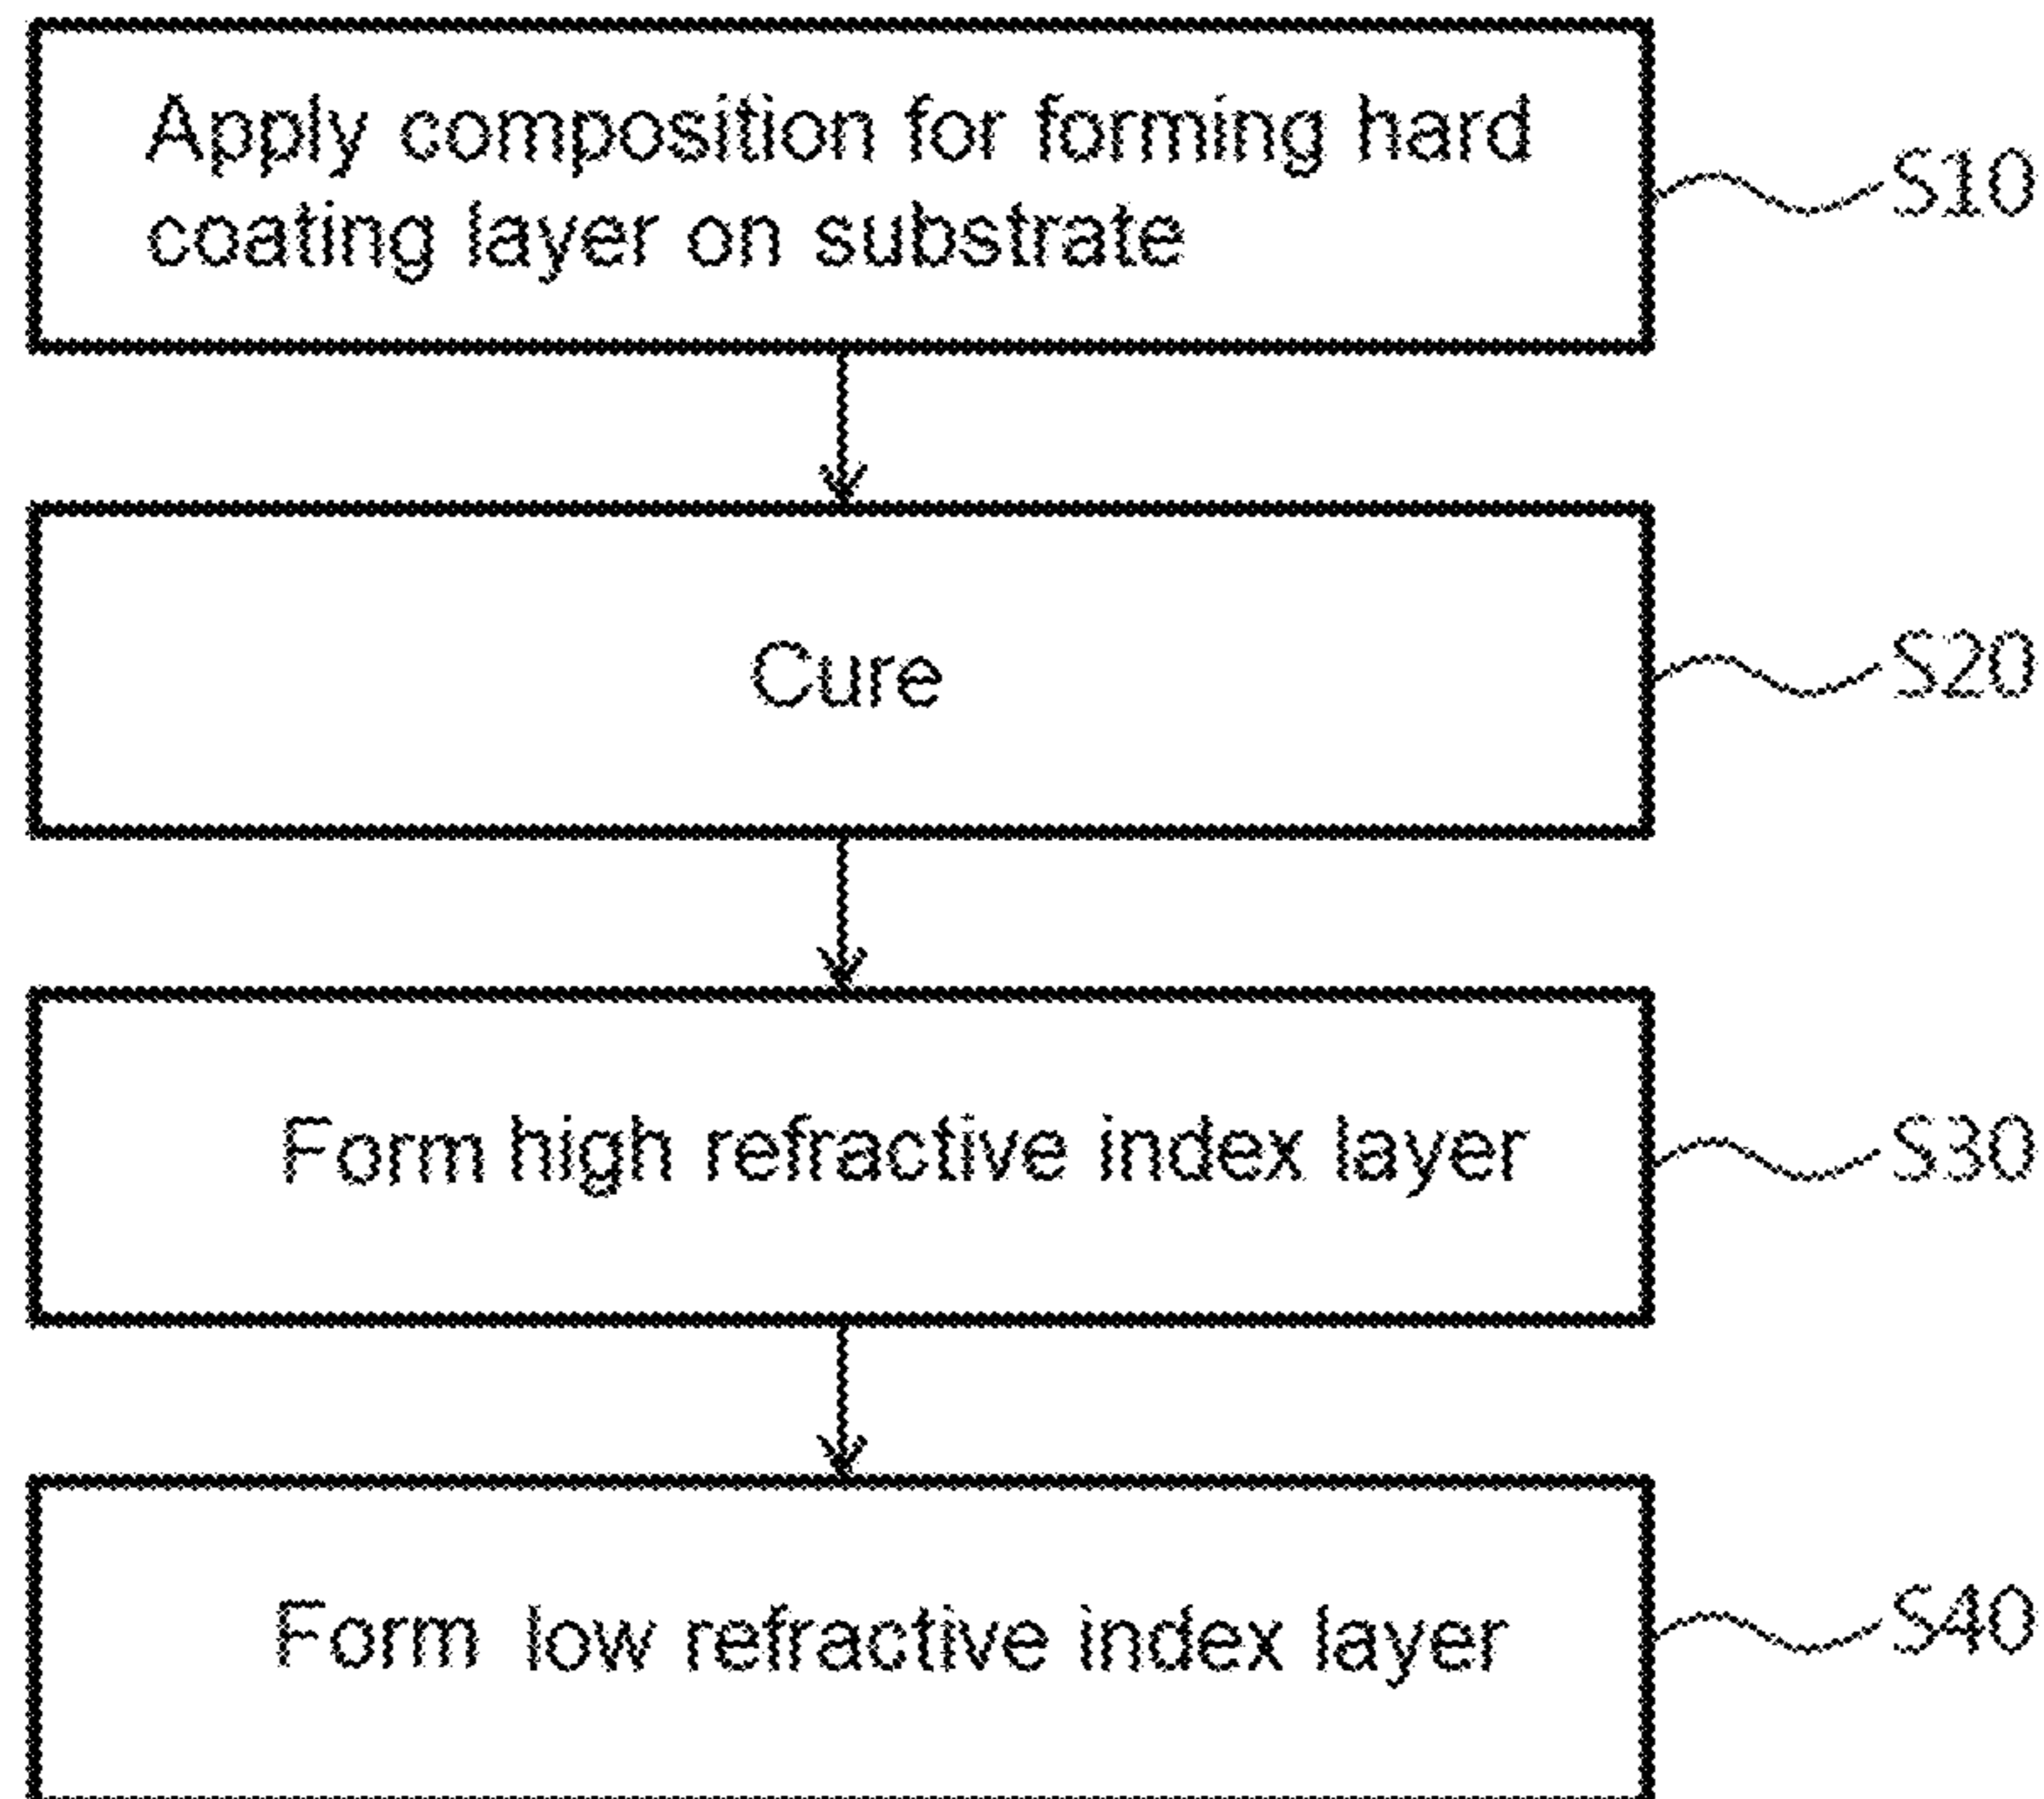 Apply composition for forming hard
coating layer on substrate
S10
Cure
S20
Form high refractive index layer
S30
Form low refractive index layer
S40